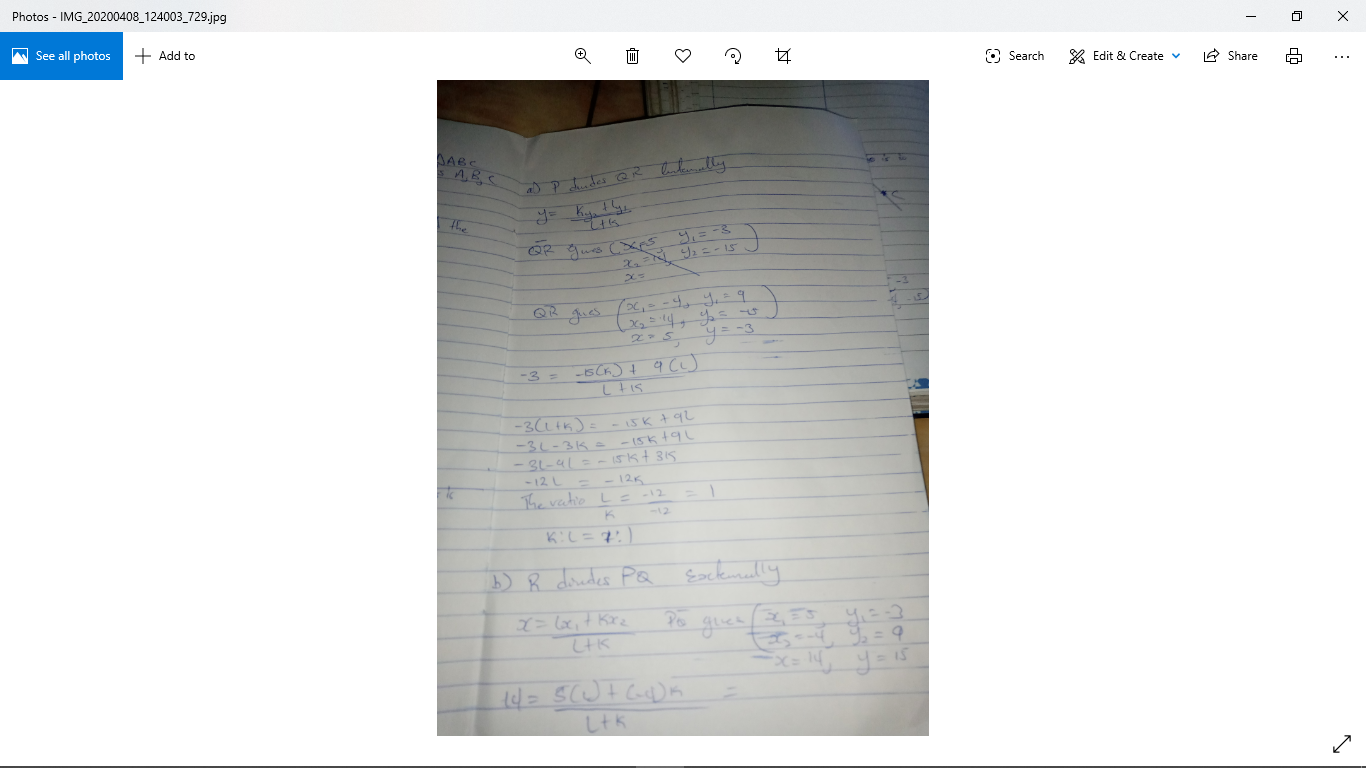 Photos - IMG_20200408_124003_729.jpg
See all photos
Add to
Search
Edit & Create
Share
ΔABC
s A, B, C
the
a) P divides QR Internally
y = Ky2 + Ly1
L+K
QR gives ( x=5 y1 = -3
x2 = 14, y2 = -15 )
x =
QR gives ( x1 = -4, y1 = 9
x2 = 14, y2 = -15 )
x = 5, y = -3
-3 = -15(K) + 9(L)
L+K
-3(L+K) = -15K + 9L
-3L - 3K = -15K + 9L
-3L - 9L = -15K + 3K
-12L = -12K
The ratio L = -12 = 1
K -12
K:L = 1:1
b) R divides PQ Externally
x = Lx1 + Kx2 PQ gives ( x1 = 5, y1 = -3
L+K x2 = -4, y2 = 9
x = 14, y = 15
14 = 5(L) + (-4)K =
L+K